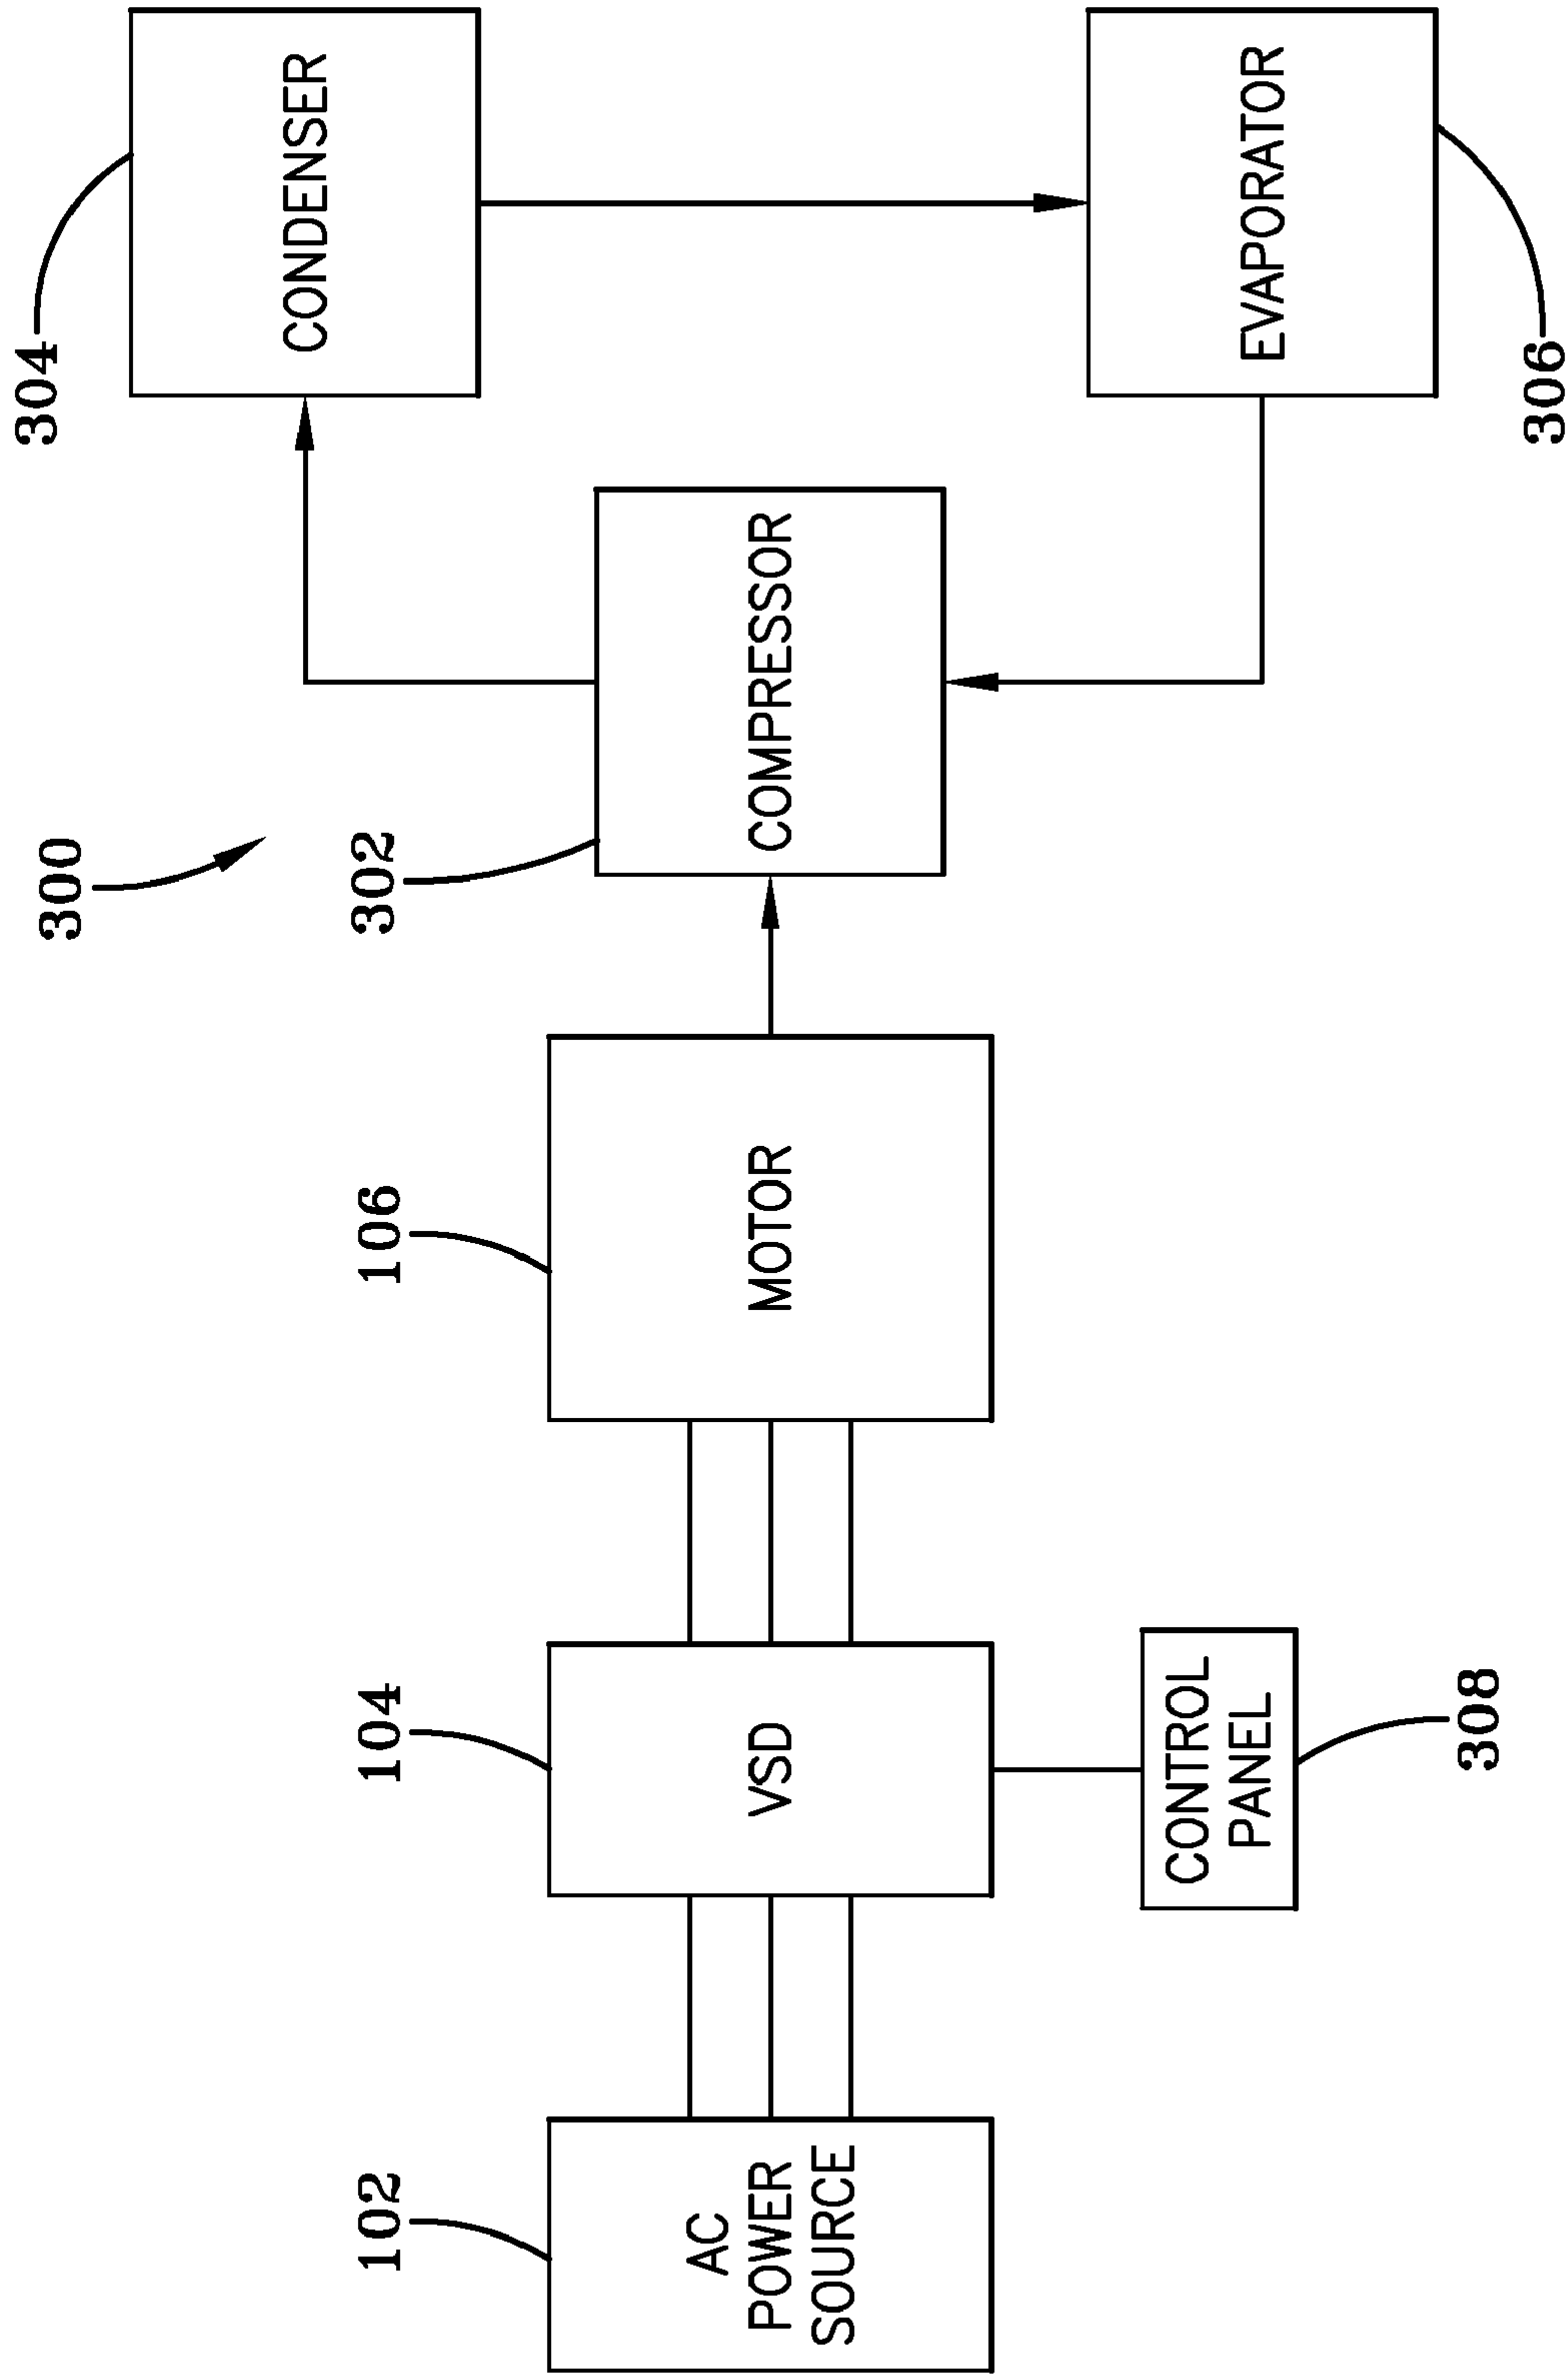 304
CONDENSER
300
302
COMPRESSOR
EVAPORATOR
306
106
MOTOR
104
VSD
CONTROL
PANEL
308
102
AC
POWER
SOURCE